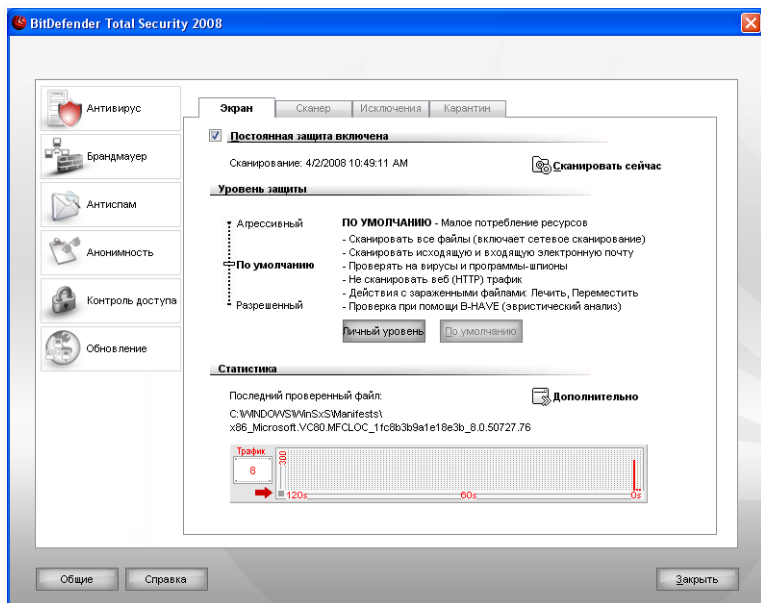 BitDefender Total Security 2008
Антивирус
Брандмауер
Антиспам
Анонимность
Контроль доступа
Обновление
Экран
Сканер
Исключения
Карантин
Постоянная защита включена
Сканирование: 4/2/2008 10:49:11 AM
Сканировать сейчас
Уровень защиты
Агрессивный
По умолчанию
Разрешенный
ПО УМОЛЧАНИЮ - Малое потребление ресурсов
- Сканировать все файлы (включает сетевое сканирование)
- Сканировать исходящую и входящую электронную почту
- Проверять на вирусы и программы-шпионы
- Не сканировать веб (HTTP) трафик
- Действия с зараженными файлами: Лечить, Переместить
- Проверка при помощи B-HAVE (эвристический анализ)
Личный уровень
По умолчанию
Статистика
Последний проверенный файл:
Дополнительно
C:\WINDOWS\WinSxS\Manifests\
x86_Microsoft.VC80.MFCLOC_1fc8b3b9a1e18e3b_8.0.50727.76
Трафик
8
300
120s
60s
0s
Общие
Справка
Закрыть